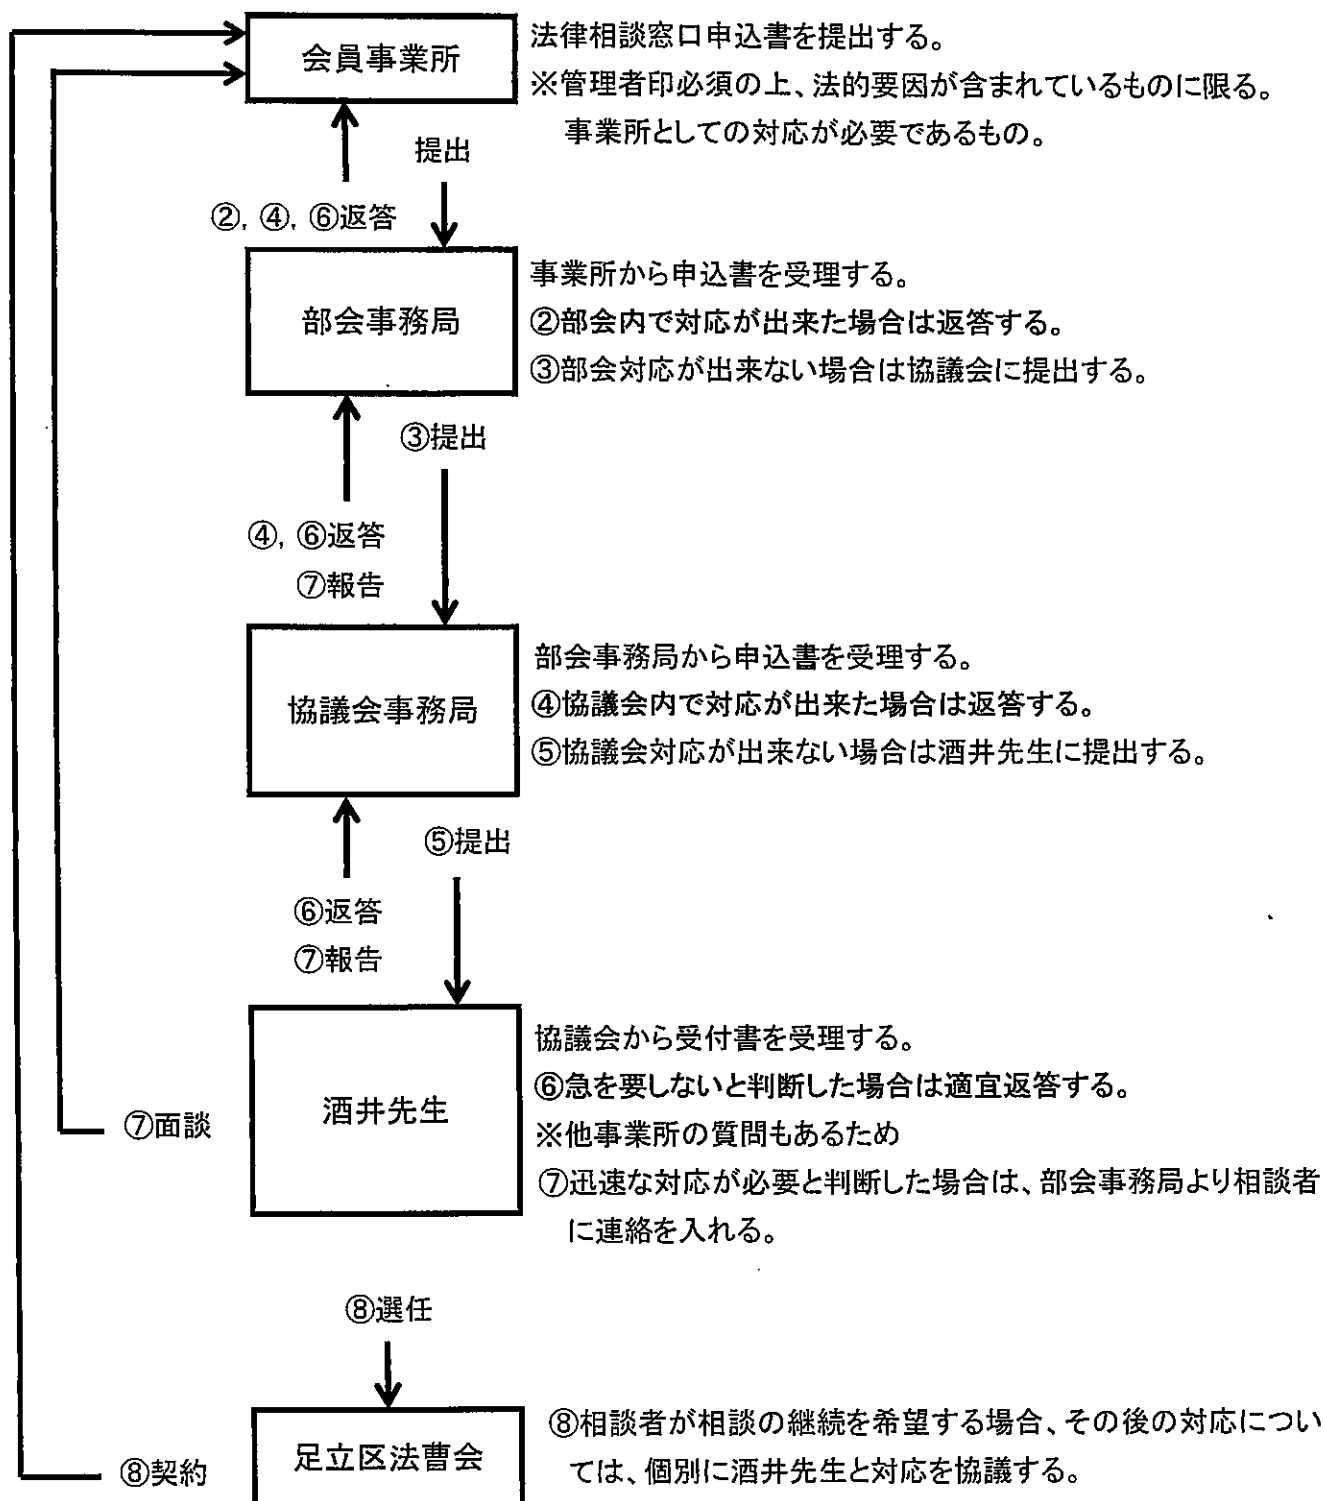 会員事業所
法律相談窓口申込書を提出する。
※管理者印必須の上、法的要因が含まれているものに限る。
事業所としての対応が必要であるもの。
提出
②, ④, ⑥返答
部会事務局
事業所から申込書を受理する。
②部会内で対応が出来た場合は返答する。
③部会対応が出来ない場合は協議会に提出する。
③提出
④, ⑥返答
⑦報告
協議会事務局
部会事務局から申込書を受理する。
④協議会内で対応が出来た場合は返答する。
⑤協議会対応が出来ない場合は酒井先生に提出する。
⑤提出
⑥返答
⑦報告
酒井先生
協議会から受付書を受理する。
⑥急を要しないと判断した場合は適宜返答する。
※他事業所の質問もあるため
⑦迅速な対応が必要と判断した場合は、部会事務局より相談者
に連絡を入れる。
⑦面談
⑧選任
足立区法曹会
⑧相談者が相談の継続を希望する場合、その後の対応につい
ては、個別に酒井先生と対応を協議する。
⑧契約